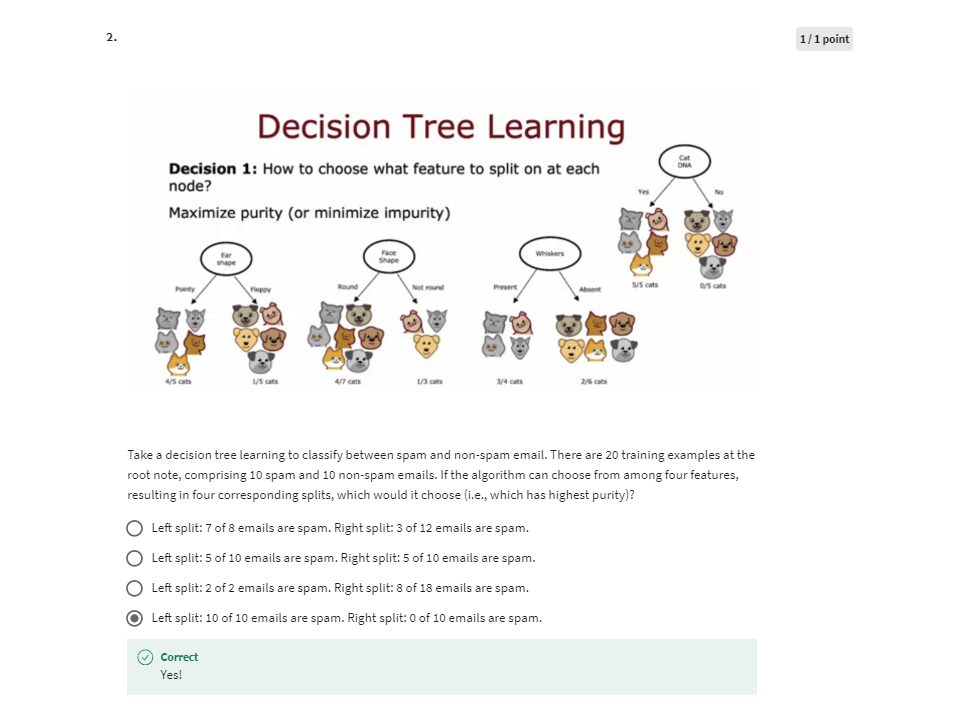 2.
1 / 1 point
Decision Tree Learning
Decision 1: How to choose what feature to split on at each
node?
Maximize purity (or minimize impurity)
Cat
DNA
Yes
No
5/5 cats
0/5 cats
Ear
shape
Pointy
Floppy
4/5 cats
1/5 cats
Face
Shape
Round
Not round
4/7 cats
1/3 cats
Whiskers
Present
Absent
3/4 cats
2/6 cats
Take a decision tree learning to classify between spam and non-spam email. There are 20 training examples at the
root note, comprising 10 spam and 10 non-spam emails. If the algorithm can choose from among four features,
resulting in four corresponding splits, which would it choose (i.e., which has highest purity)?
Left split: 7 of 8 emails are spam. Right split: 3 of 12 emails are spam.
Left split: 5 of 10 emails are spam. Right split: 5 of 10 emails are spam.
Left split: 2 of 2 emails are spam. Right split: 8 of 18 emails are spam.
Left split: 10 of 10 emails are spam. Right split: 0 of 10 emails are spam.
Correct
Yes!